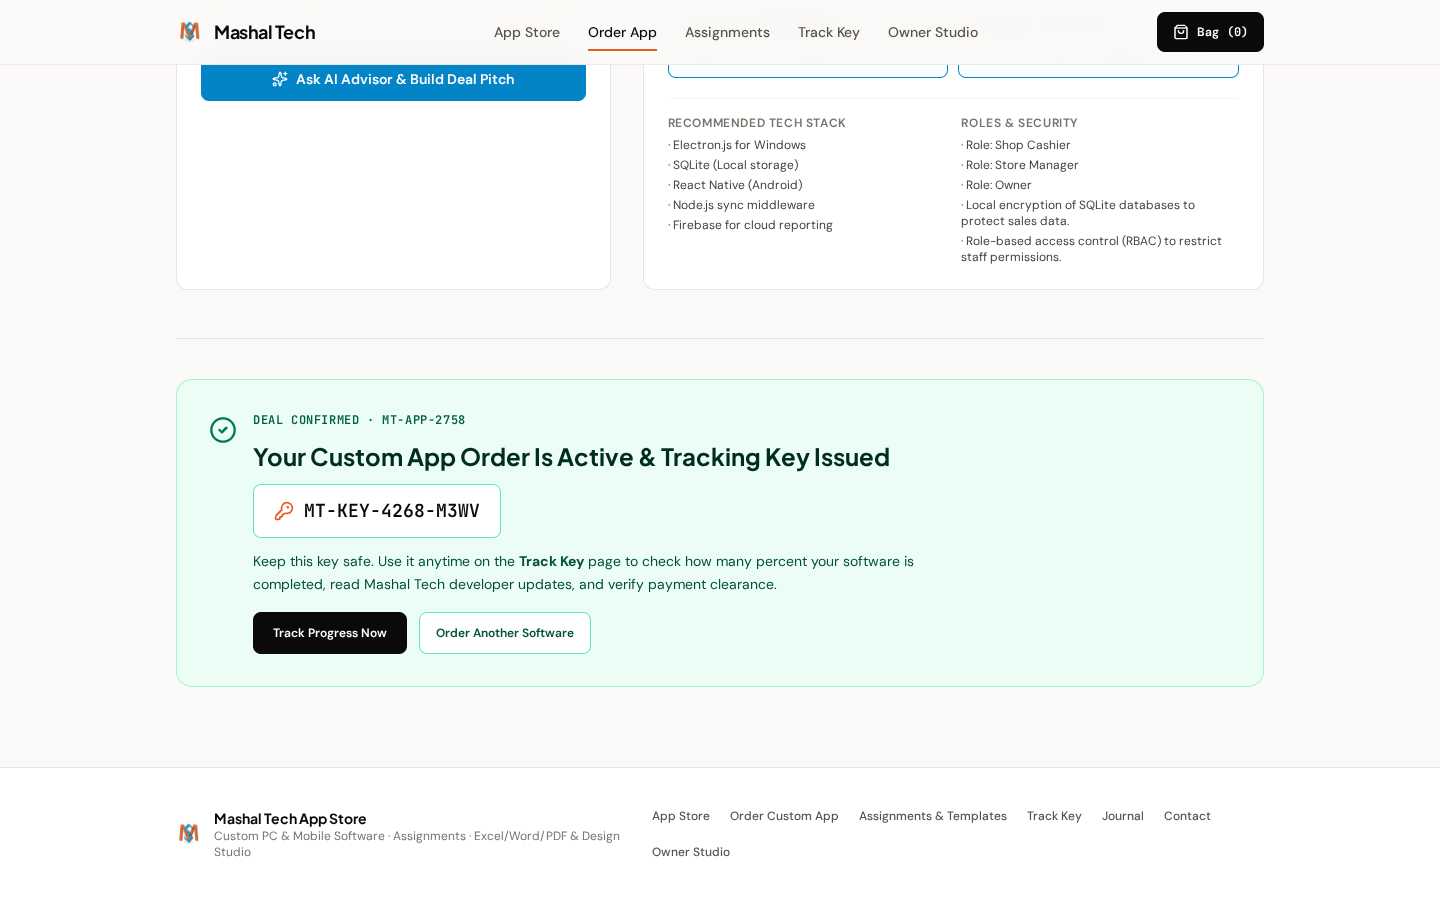 Mashal Tech
App Store
Order App
Assignments
Track Key
Owner Studio
Bag (0)
Ask AI Advisor & Build Deal Pitch
RECOMMENDED TECH STACK
· Electron.js for Windows
· SQLite (Local storage)
· React Native (Android)
· Node.js sync middleware
· Firebase for cloud reporting
ROLES & SECURITY
· Role: Shop Cashier
· Role: Store Manager
· Role: Owner
· Local encryption of SQLite databases to
protect sales data.
· Role-based access control (RBAC) to restrict
staff permissions.
DEAL CONFIRMED · MT-APP-2758
Your Custom App Order Is Active & Tracking Key Issued
MT-KEY-4268-M3WV
Keep this key safe. Use it anytime on the Track Key page to check how many percent your software is
completed, read Mashal Tech developer updates, and verify payment clearance.
Track Progress Now
Order Another Software
Mashal Tech App Store
Custom PC & Mobile Software · Assignments · Excel/Word/PDF & Design
Studio
App Store
Order Custom App
Assignments & Templates
Track Key
Journal
Contact
Owner Studio